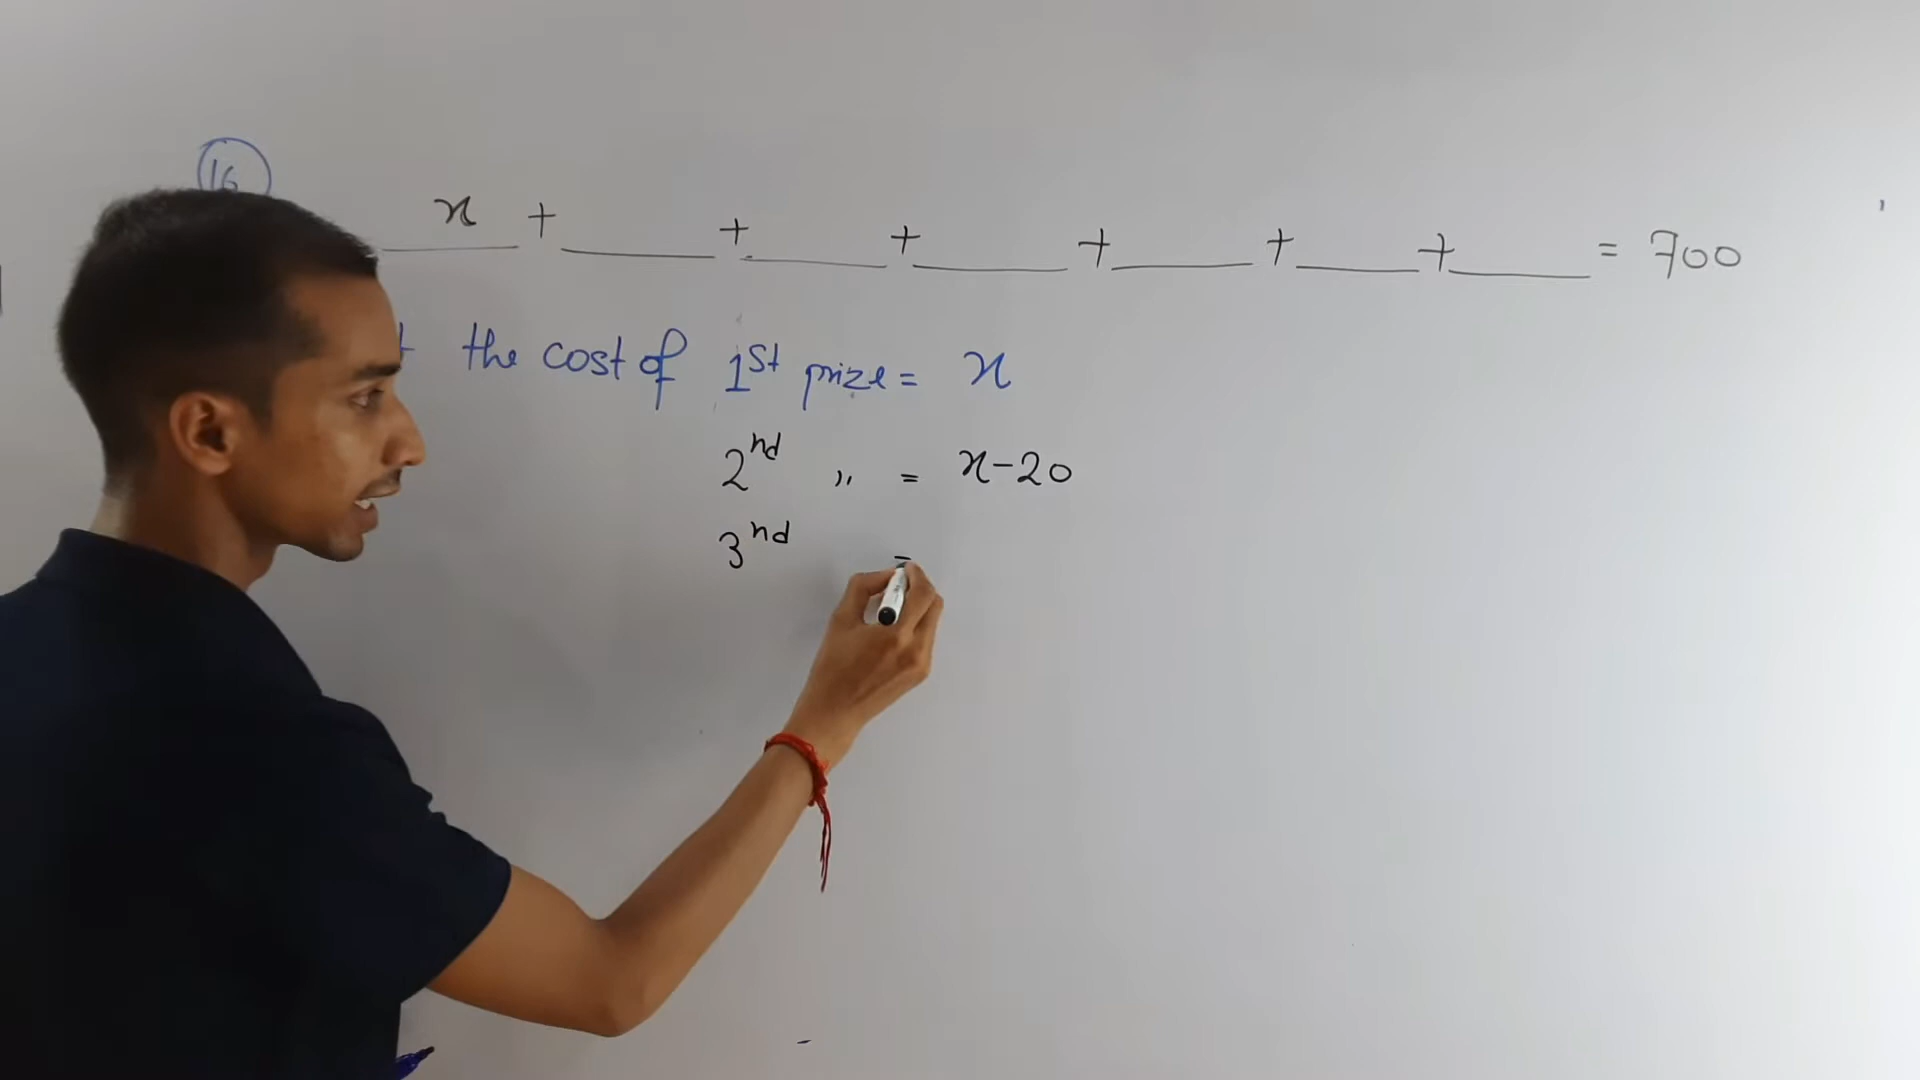 16
x + ____ + ____ + ____ + ____ + ____ + ____ = 700
the cost of 1st prize = x
2nd " = x-20
3nd =